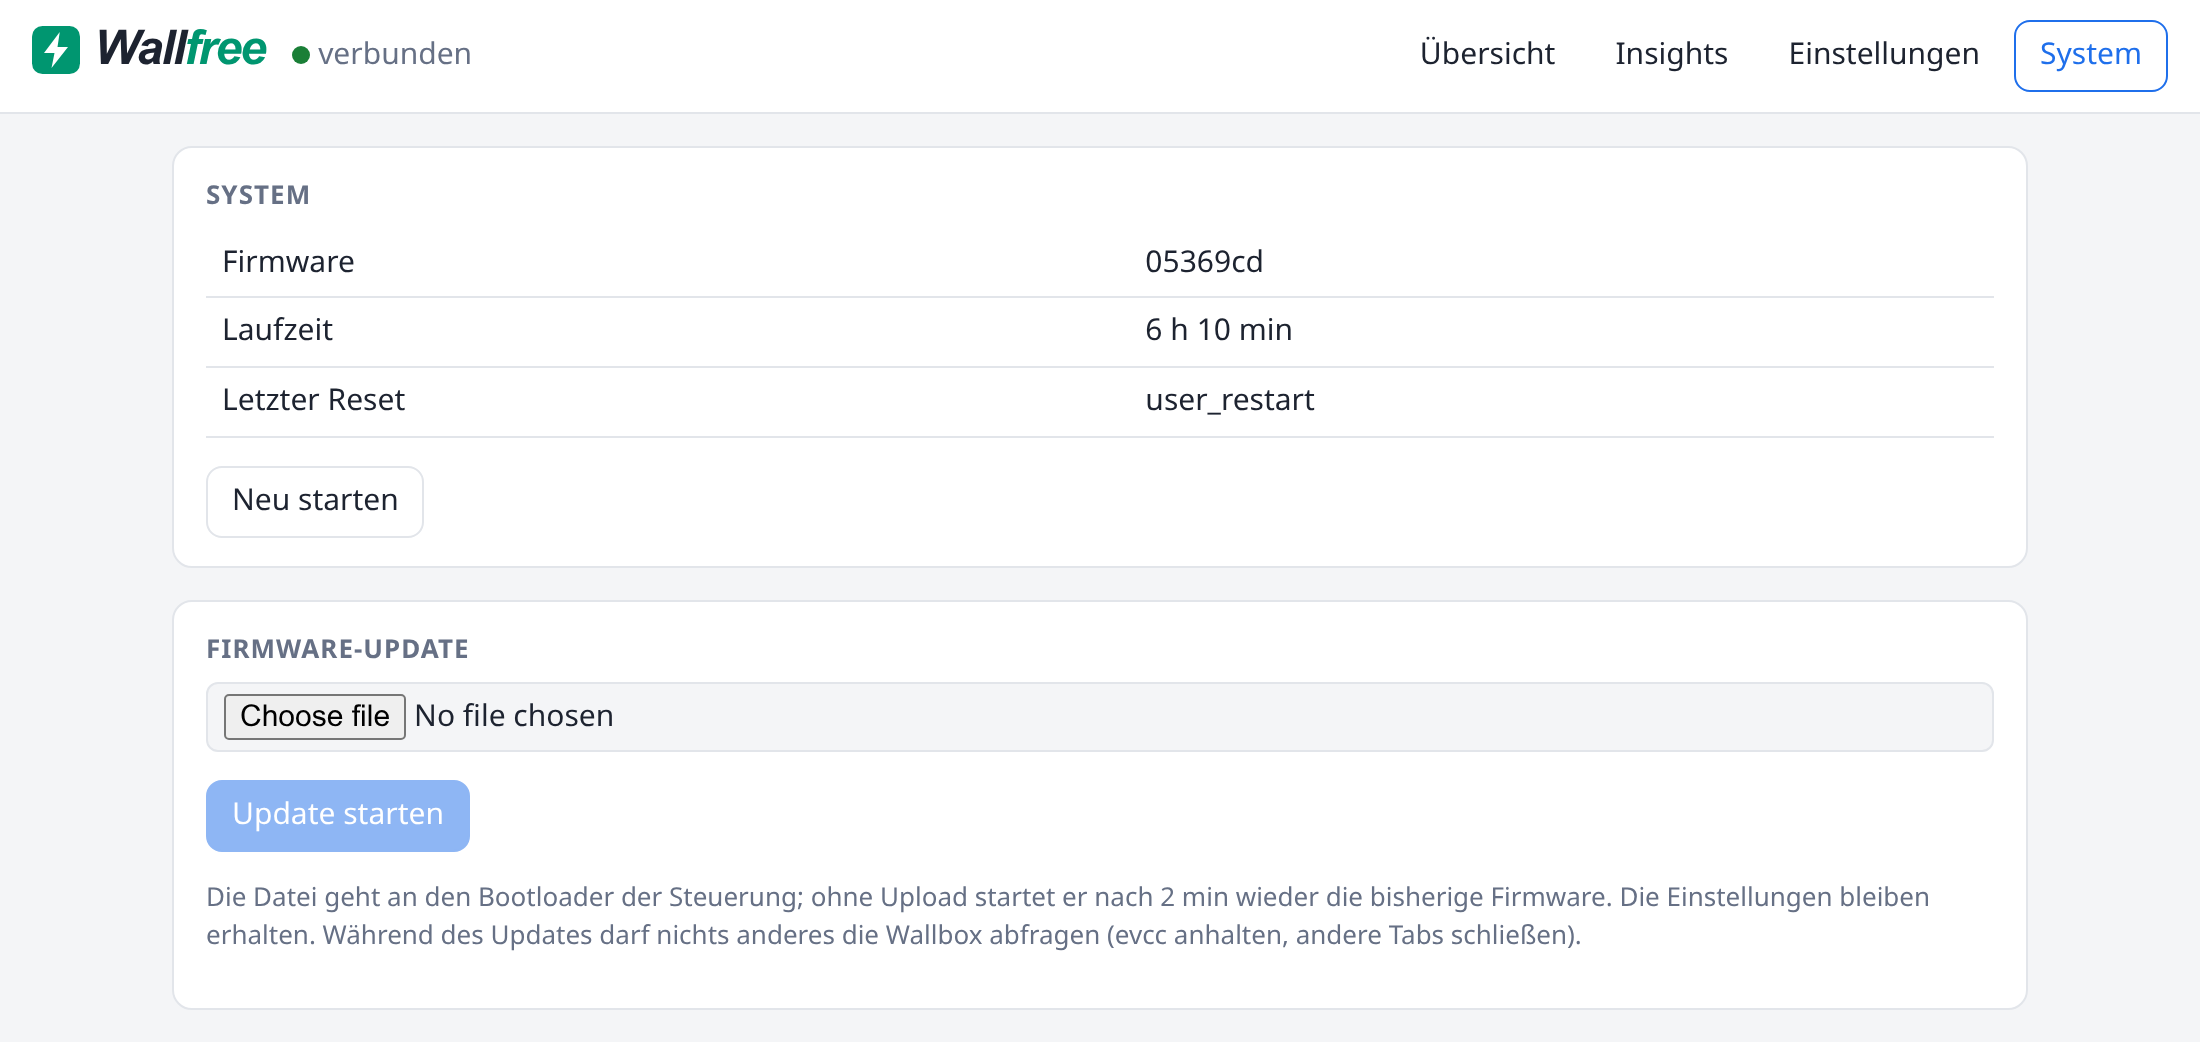 Wallfree verbunden Übersicht Insights Einstellungen System
SYSTEM
Firmware 05369cd
Laufzeit 6 h 10 min
Letzter Reset user_restart
Neu starten
FIRMWARE-UPDATE
Choose file No file chosen
Update starten
Die Datei geht an den Bootloader der Steuerung; ohne Upload startet er nach 2 min wieder die bisherige Firmware. Die Einstellungen bleiben
erhalten. Während des Updates darf nichts anderes die Wallbox abfragen (evcc anhalten, andere Tabs schließen).